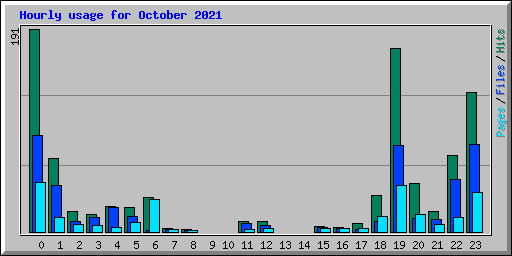 Hourly usage for October 2021
191
Pages/Files/Hits
0 1 2 3 4 5 6 7 8 9 10 11 12 13 14 15 16 17 18 19 20 21 22 23